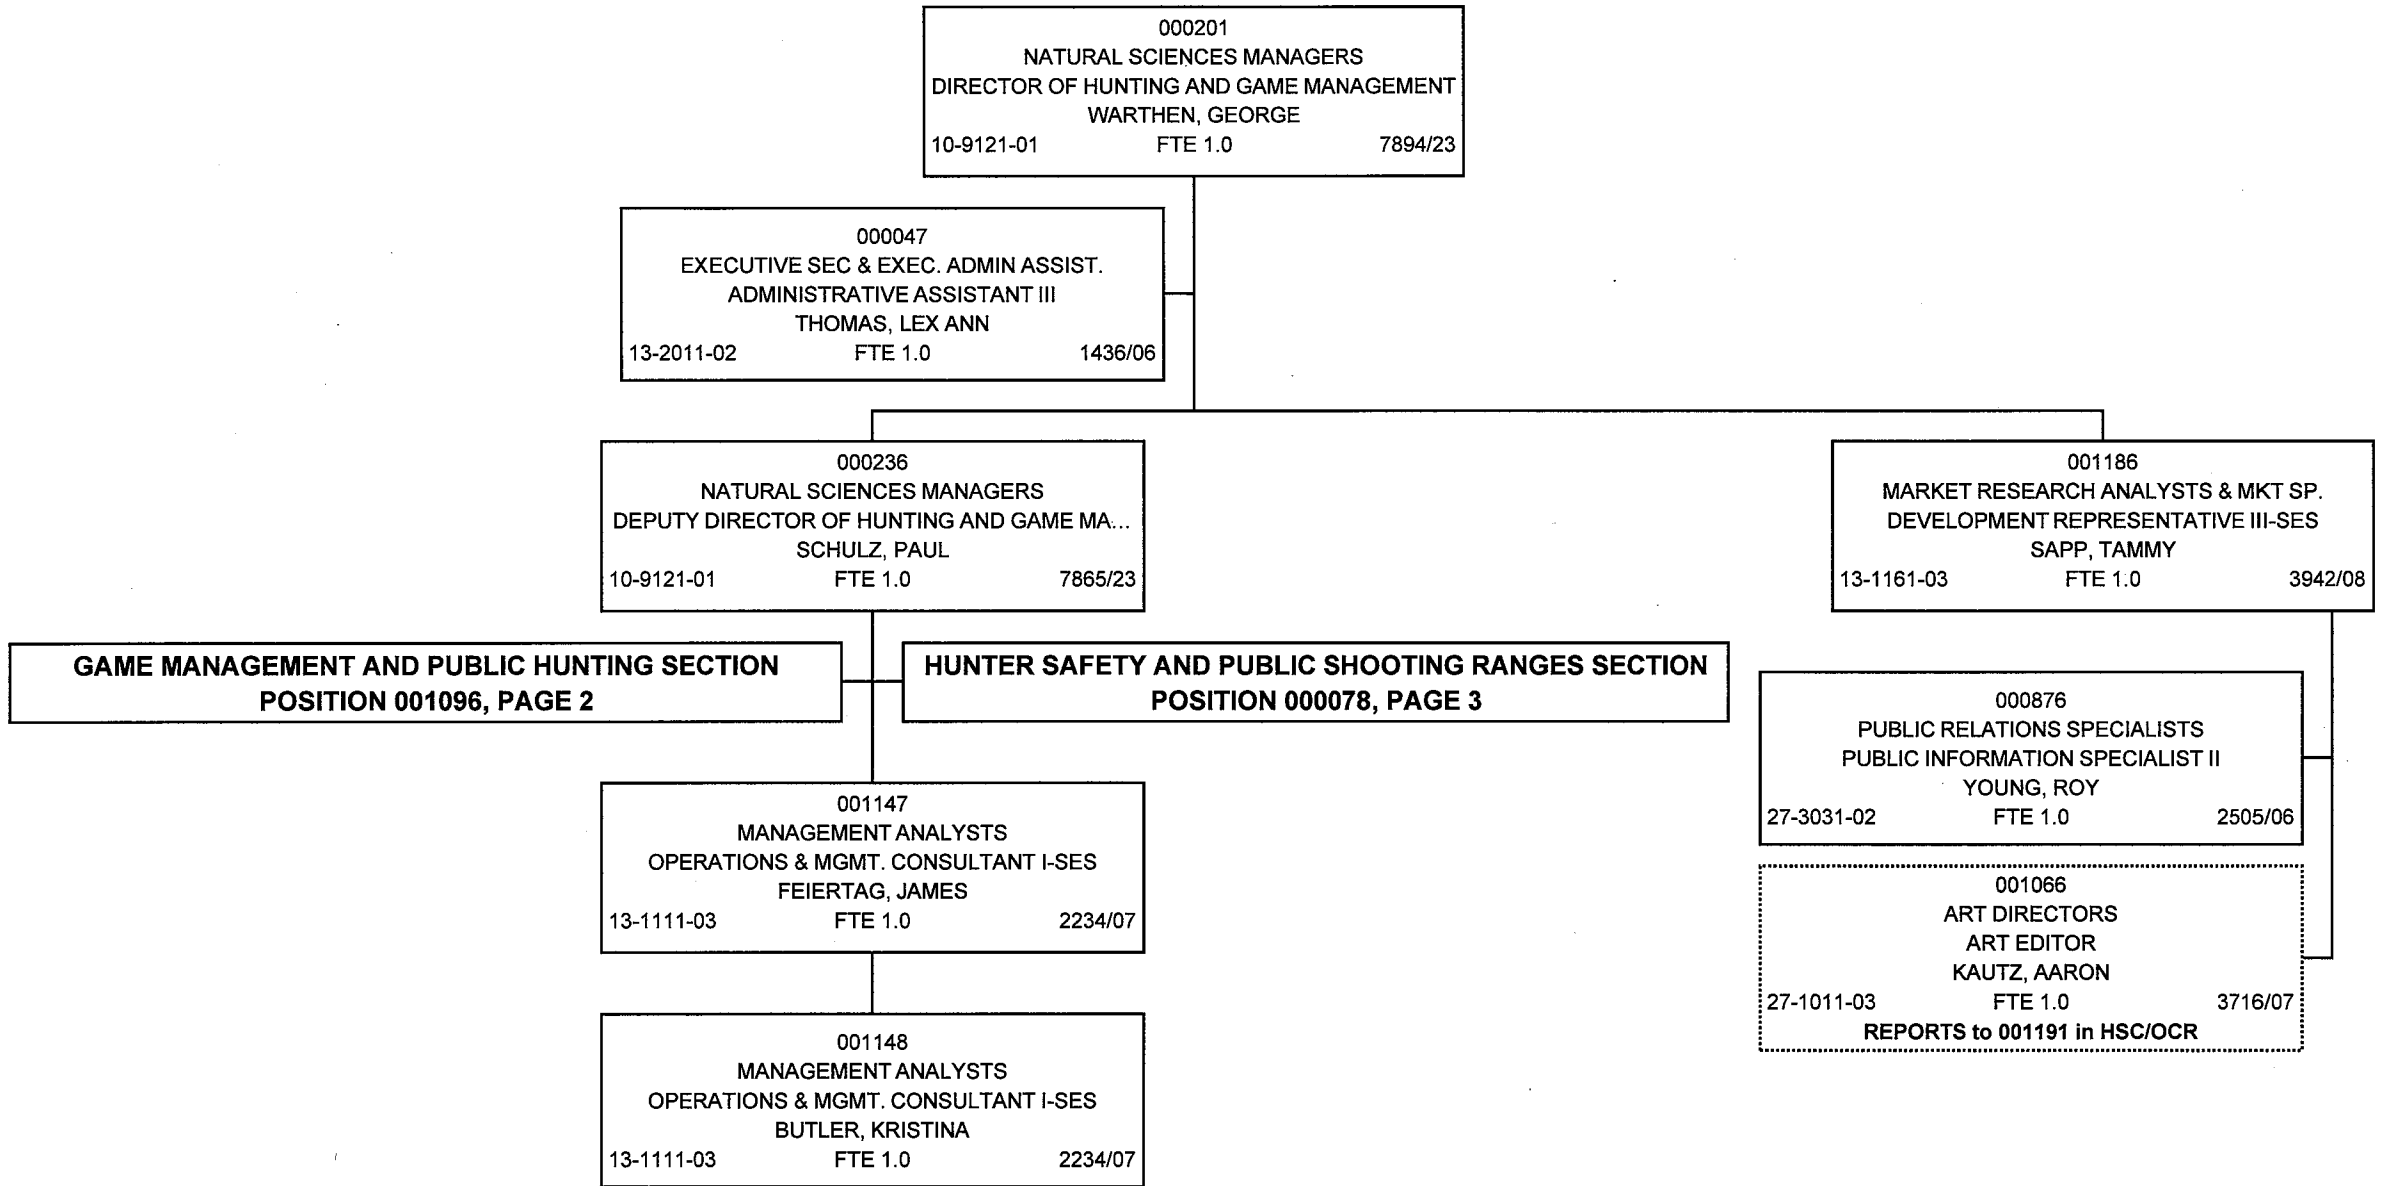 000201
NATURAL SCIENCES MANAGERS
DIRECTOR OF HUNTING AND GAME MANAGEMENT
WARTHEN, GEORGE
10-9121-01 FTE 1.0 7894/23
000047
EXECUTIVE SEC & EXEC. ADMIN ASSIST.
ADMINISTRATIVE ASSISTANT III
THOMAS, LEX ANN
13-2011-02 FTE 1.0 1436/06
000236
NATURAL SCIENCES MANAGERS
DEPUTY DIRECTOR OF HUNTING AND GAME MA...
SCHULZ, PAUL
10-9121-01 FTE 1.0 7865/23
001186
MARKET RESEARCH ANALYSTS & MKT SP.
DEVELOPMENT REPRESENTATIVE III-SES
SAPP, TAMMY
13-1161-03 FTE 1.0 3942/08
GAME MANAGEMENT AND PUBLIC HUNTING SECTION
POSITION 001096, PAGE 2
HUNTER SAFETY AND PUBLIC SHOOTING RANGES SECTION
POSITION 000078, PAGE 3
000876
PUBLIC RELATIONS SPECIALISTS
PUBLIC INFORMATION SPECIALIST II
YOUNG, ROY
27-3031-02 FTE 1.0 2505/06
001147
MANAGEMENT ANALYSTS
OPERATIONS & MGMT. CONSULTANT I-SES
FEIERTAG, JAMES
13-1111-03 FTE 1.0 2234/07
001066
ART DIRECTORS
ART EDITOR
KAUTZ, AARON
27-1011-03 FTE 1.0 3716/07
REPORTS to 001191 in HSC/OCR
001148
MANAGEMENT ANALYSTS
OPERATIONS & MGMT. CONSULTANT I-SES
BUTLER, KRISTINA
13-1111-03 FTE 1.0 2234/07